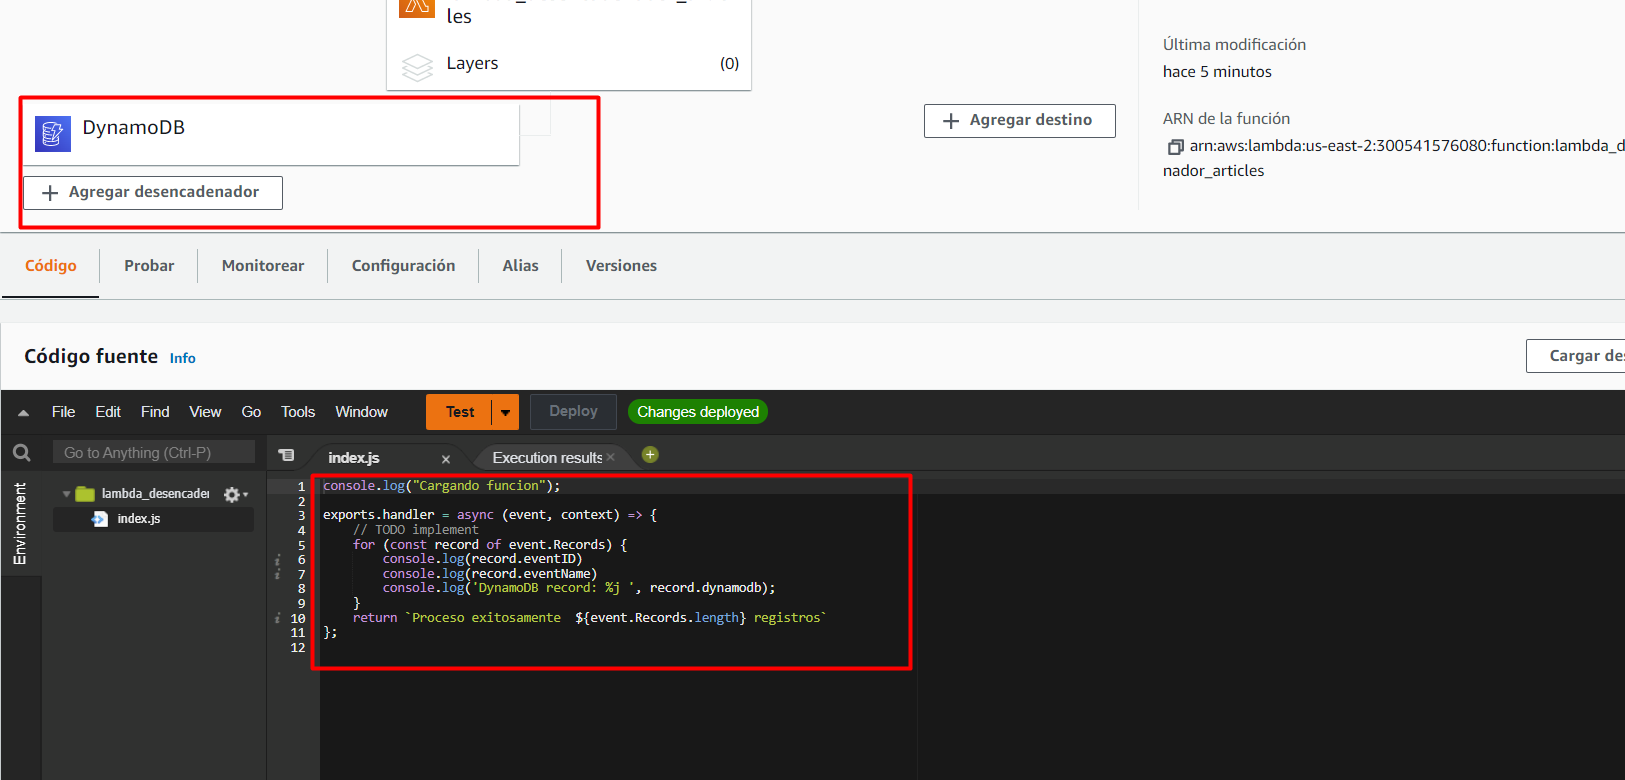 les
Layers (0)
DynamoDB
Agregar desencadenador
Agregar destino
Última modificación
hace 5 minutos
ARN de la función
arn:aws:lambda:us-east-2:300541576080:function:lambda_d
nador_articles
Código Probar Monitorear Configuración Alias Versiones
Código fuente Info
Cargar des
File Edit Find View Go Tools Window Test Deploy Changes deployed
Go to Anything (Ctrl-P)
index.js Execution results
Environment
lambda_desencader
index.js
1 console.log("Cargando funcion");
2
3 exports.handler = async (event, context) => {
4 // TODO implement
5 for (const record of event.Records) {
6 console.log(record.eventID)
7 console.log(record.eventName)
8 console.log('DynamoDB record: %j ', record.dynamodb);
9 }
10 return `Proceso exitosamente  ${event.Records.length} registros`
11 };
12